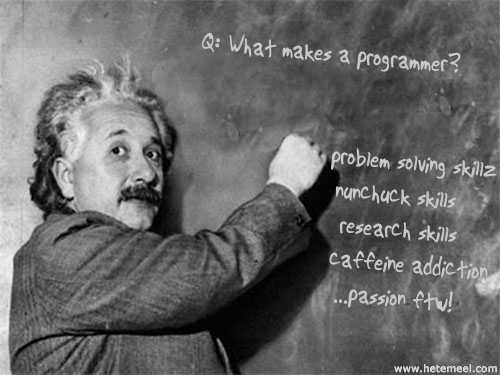 Q: What makes a programmer?
problem solving skillz
nunchuck skills
research skills
caffeine addiction
...passion ftw!
www.hetemeel.com